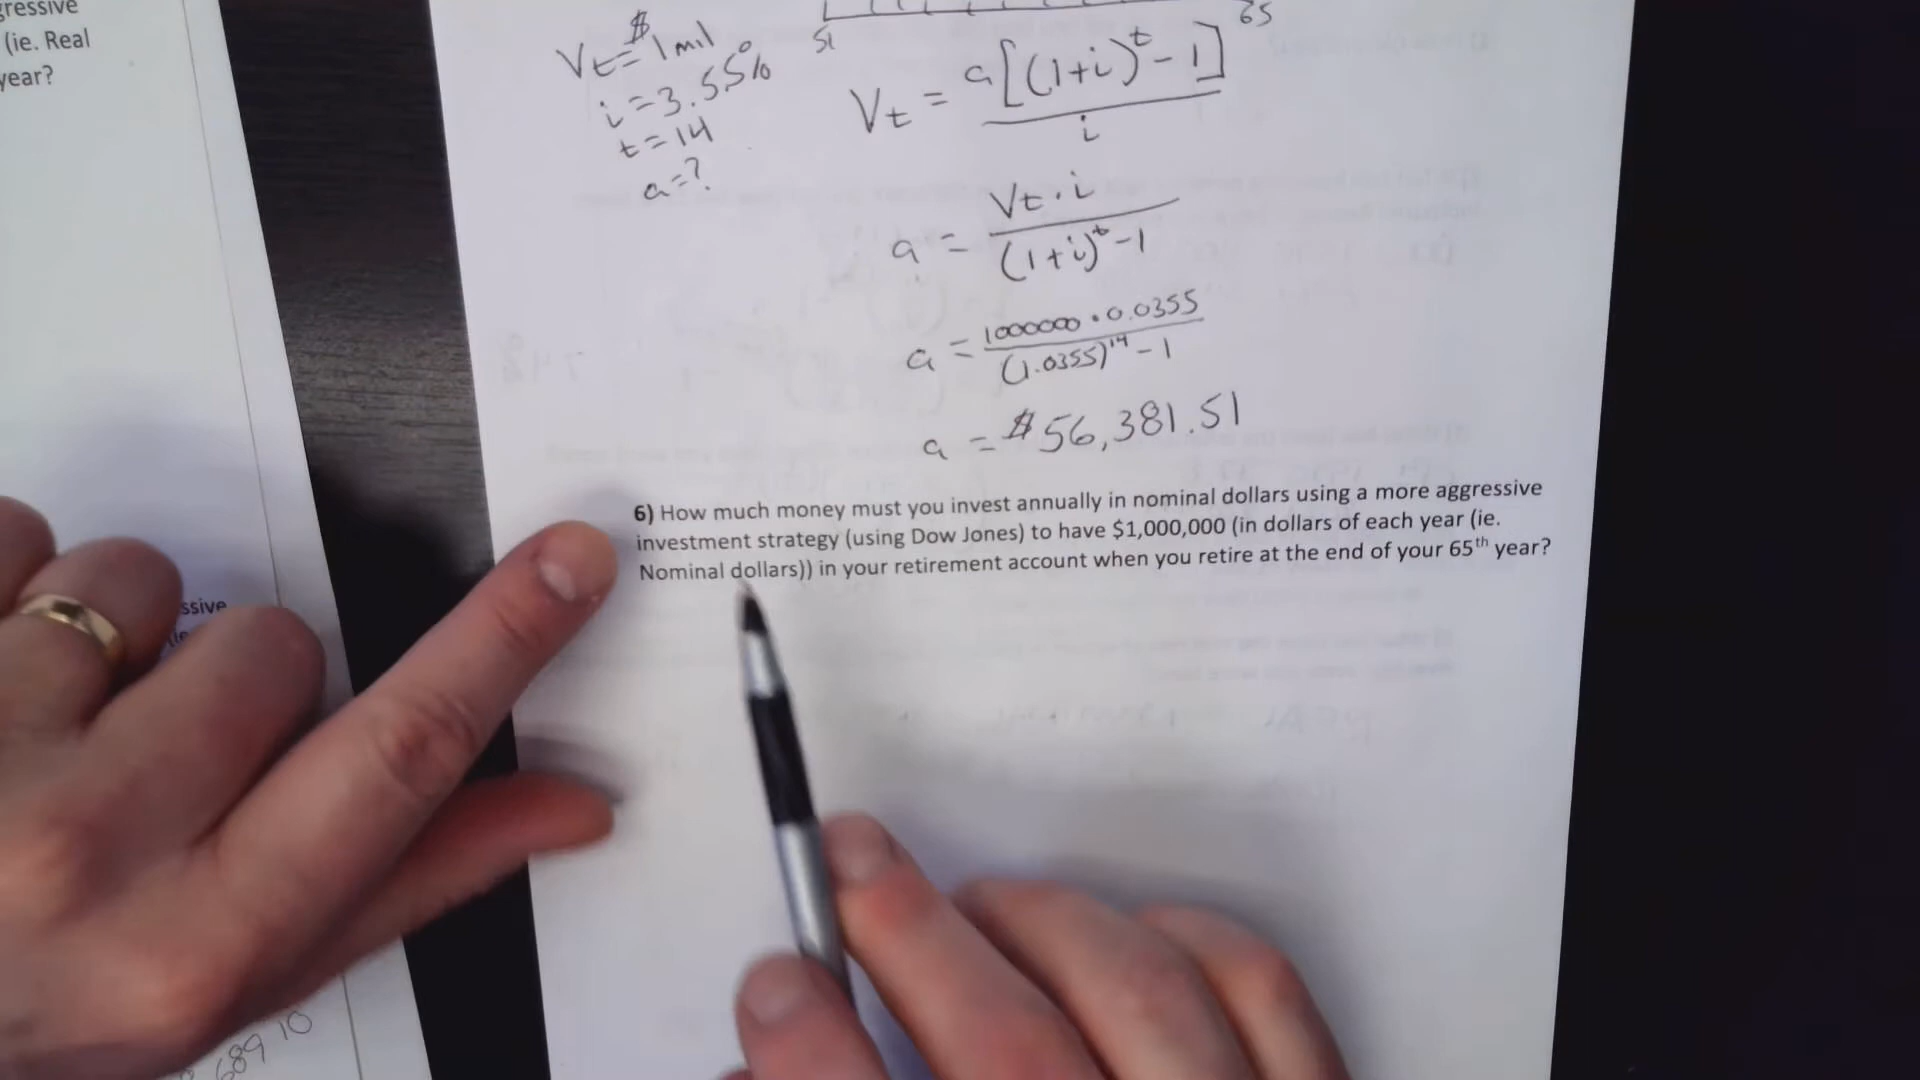 gressive
(ie. Real
year?
51
65
Vt = $1mil
i = 3.55%
t = 14
a = ?
Vt = a[(1+i)^t - 1]
i
a = Vt · i
(1+i)^t - 1
a = 1000000 · 0.0355
(1.0355)^14 - 1
a = $56,381.51
6) How much money must you invest annually in nominal dollars using a more aggressive
investment strategy (using Dow Jones) to have $1,000,000 (in dollars of each year (ie.
Nominal dollars)) in your retirement account when you retire at the end of your 65th year?
ssive
689 10